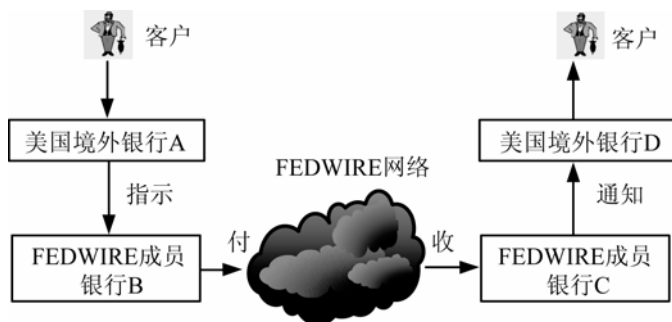 客户
客户
美国境外银行A
美国境外银行D
指示
FEDWIRE网络
通知
FEDWIRE成员
银行B
付
收
FEDWIRE成员
银行C